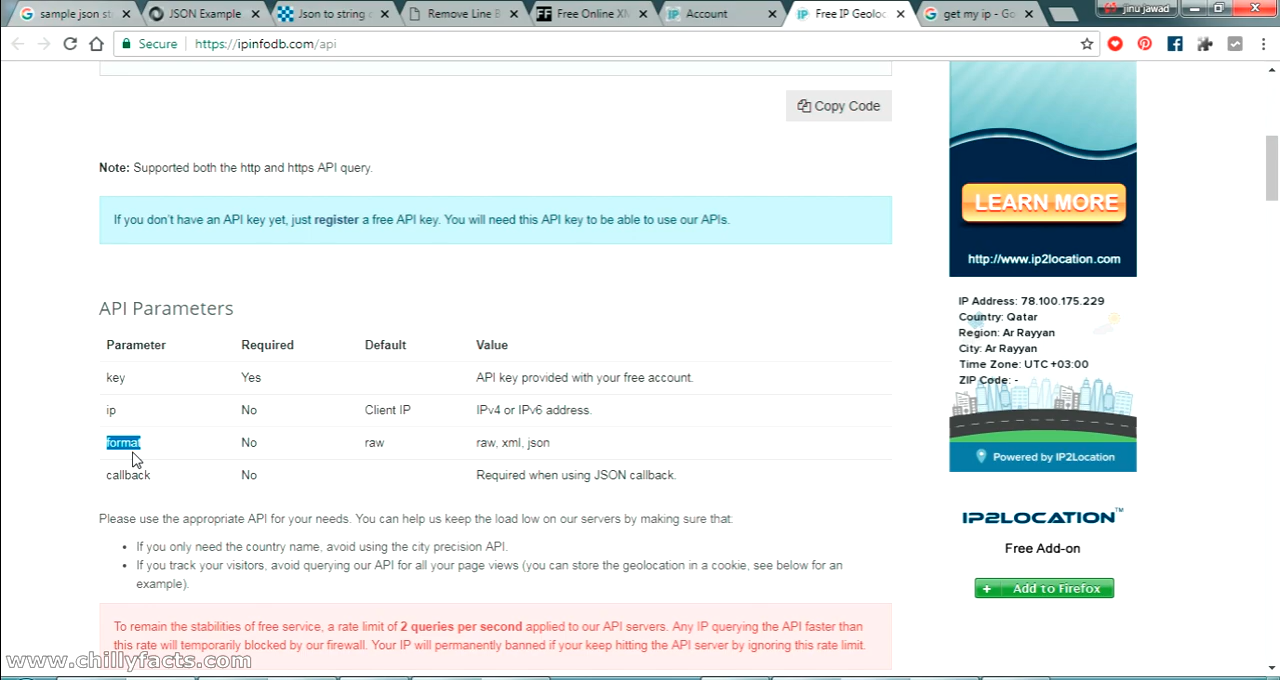 sample json st
JSON Example
Json to string c
Remove Line B
Free Online XM
Account
Free IP Geoloc
get my ip - Go
jinu jawad
Secure
https://ipinfodb.com/api
Copy Code
Note: Supported both the http and https API query.
If you don't have an API key yet, just register a free API key. You will need this API key to be able to use our APIs.
API Parameters
Parameter Required Default Value
key Yes API key provided with your free account.
ip No Client IP IPv4 or IPv6 address.
format No raw raw, xml, json
callback No Required when using JSON callback.
Please use the appropriate API for your needs. You can help us keep the load low on our servers by making sure that:
• If you only need the country name, avoid using the city precision API.
• If you track your visitors, avoid querying our API for all your page views (you can store the geolocation in a cookie, see below for an
example).
To remain the stabilities of free service, a rate limit of 2 queries per second applied to our API servers. Any IP querying the API faster than
this rate will temporarily blocked by our firewall. Your IP will permanently banned if your keep hitting the API server by ignoring this rate limit.
LEARN MORE
http://www.ip2location.com
IP Address: 78.100.175.229
Country: Qatar
Region: Ar Rayyan
City: Ar Rayyan
Time Zone: UTC +03:00
ZIP Code: -
Powered by IP2Location
IP2LOCATION™
Free Add-on
+ Add to Firefox
www.chillyfacts.com